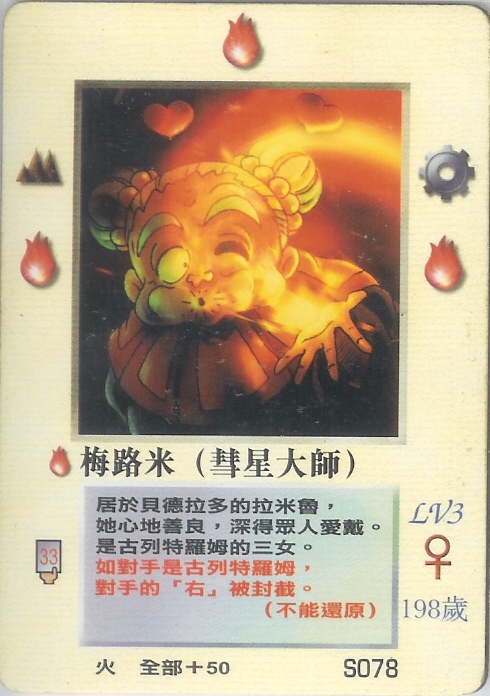 梅路米（彗星大師）
居於貝德拉多的拉米魯，
她心地善良，深得眾人愛戴。
是古列特羅姆的三女。
如對手是古列特羅姆，
對手的「右」被封截。
（不能還原）
LV3
33
198歲
火 全部＋50
S078